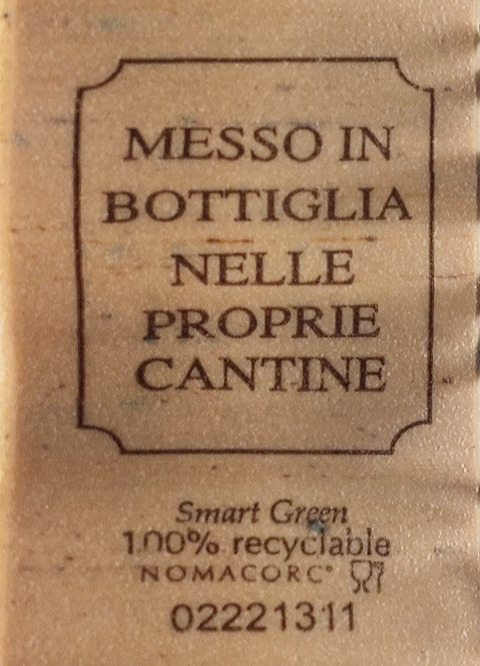 MESSO IN
BOTTIGLIA
NELLE
PROPRIE
CANTINE
Smart Green
100% recyclable
NOMACORC®
02221311